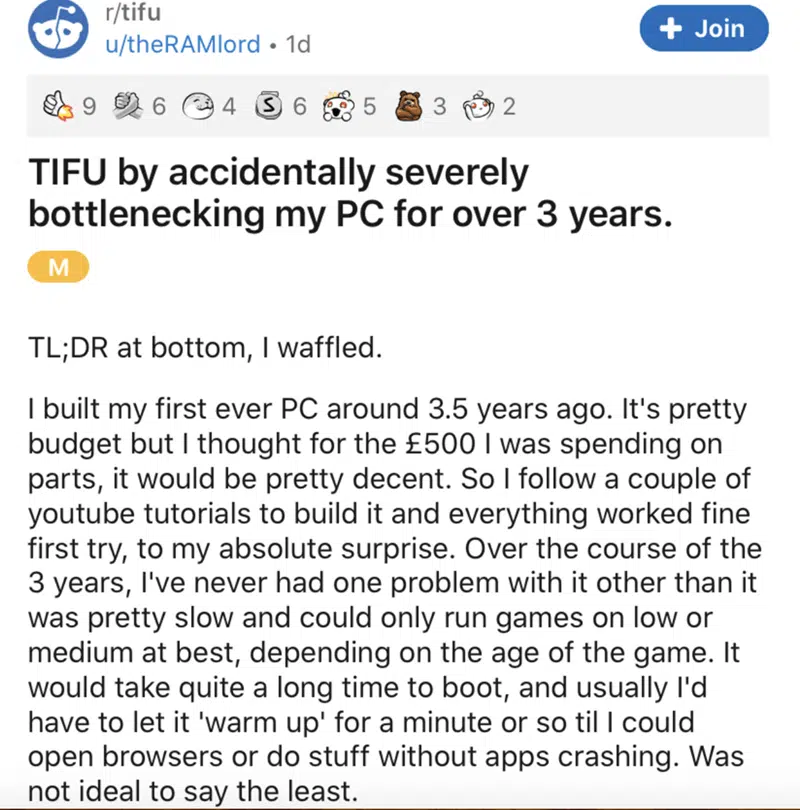 r/tifu
u/theRAMlord • 1d
+ Join
9 6 4 S 6 5 3 2
TIFU by accidentally severely
bottlenecking my PC for over 3 years.
M
TL;DR at bottom, I waffled.
I built my first ever PC around 3.5 years ago. It's pretty
budget but I thought for the £500 I was spending on
parts, it would be pretty decent. So I follow a couple of
youtube tutorials to build it and everything worked fine
first try, to my absolute surprise. Over the course of the
3 years, I've never had one problem with it other than it
was pretty slow and could only run games on low or
medium at best, depending on the age of the game. It
would take quite a long time to boot, and usually I'd
have to let it 'warm up' for a minute or so til I could
open browsers or do stuff without apps crashing. Was
not ideal to say the least.